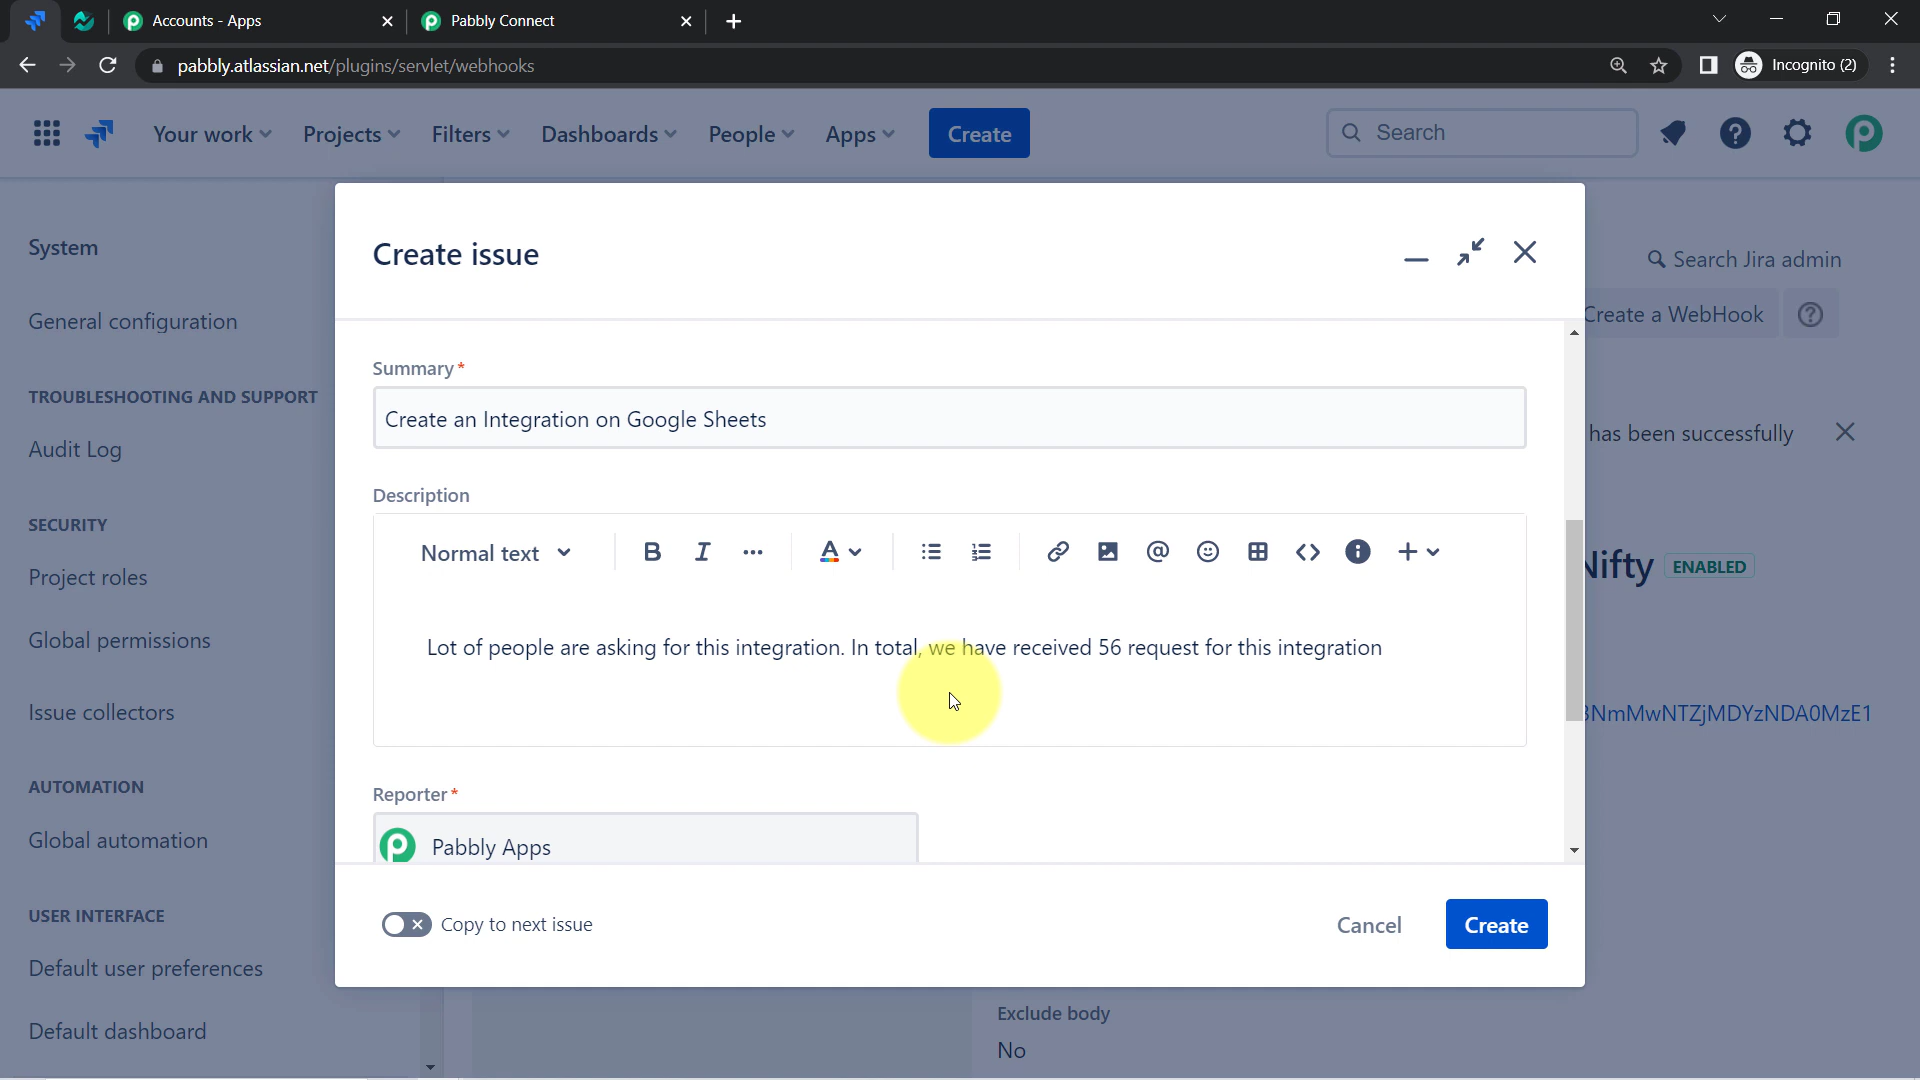 Accounts - Apps
Pabbly Connect
pabbly.atlassian.net/plugins/servlet/webhooks
Incognito (2)
Your work
Projects
Filters
Dashboards
People
Apps
Create
Search
System
General configuration
TROUBLESHOOTING AND SUPPORT
Audit Log
SECURITY
Project roles
Global permissions
Issue collectors
AUTOMATION
Global automation
USER INTERFACE
Default user preferences
Default dashboard
Create issue
Summary *
Create an Integration on Google Sheets
Description
Normal text
Lot of people are asking for this integration. In total, we have received 56 request for this integration
Reporter *
Pabbly Apps
Copy to next issue
Cancel
Create
Search Jira admin
Create a WebHook
has been successfully
Nifty ENABLED
NmMwNTZjMDYzNDA0MzE1
Exclude body
No